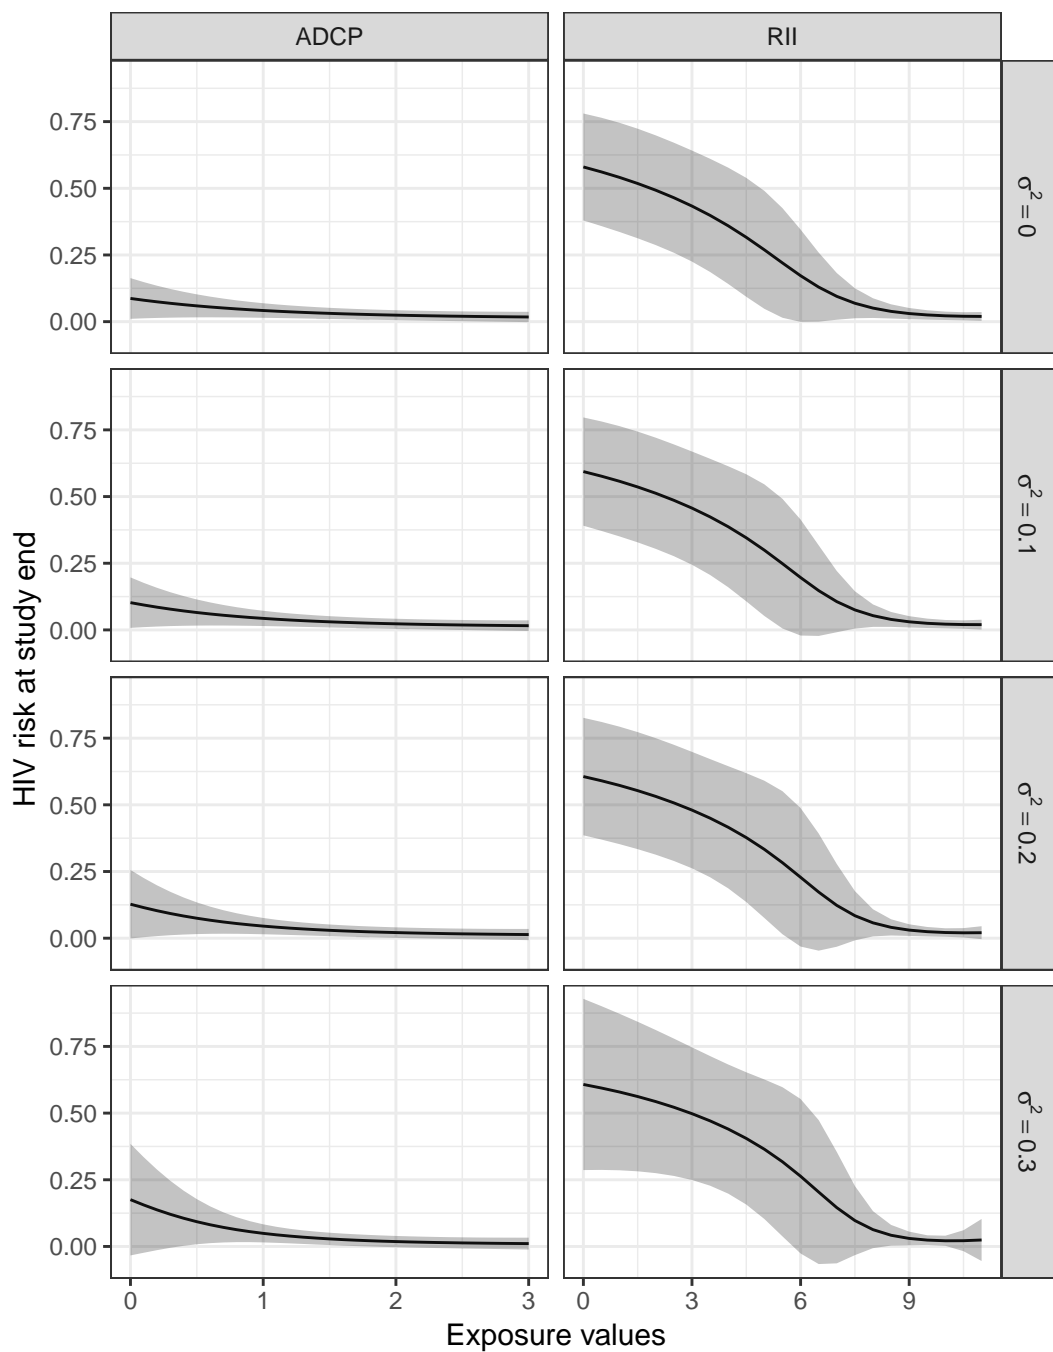 ADCP
RII
0.75
0.50
0.25
0.00
σ² = 0
0.75
0.50
0.25
0.00
σ² = 0.1
0.75
0.50
0.25
0.00
σ² = 0.2
0.75
0.50
0.25
0.00
σ² = 0.3
HIV risk at study end
0 1 2 3
0 3 6 9
Exposure values